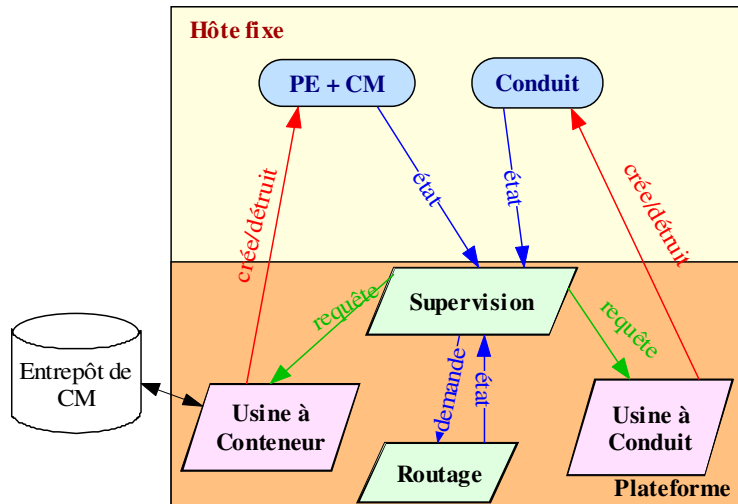 Hôte fixe
PE + CM
Conduit
état
état
crée/détruit
crée/détruit
Supervision
requête
requête
demande
état
Entrepôt de
CM
Usine à
Conteneur
Usine à
Conduit
Routage
Plateforme